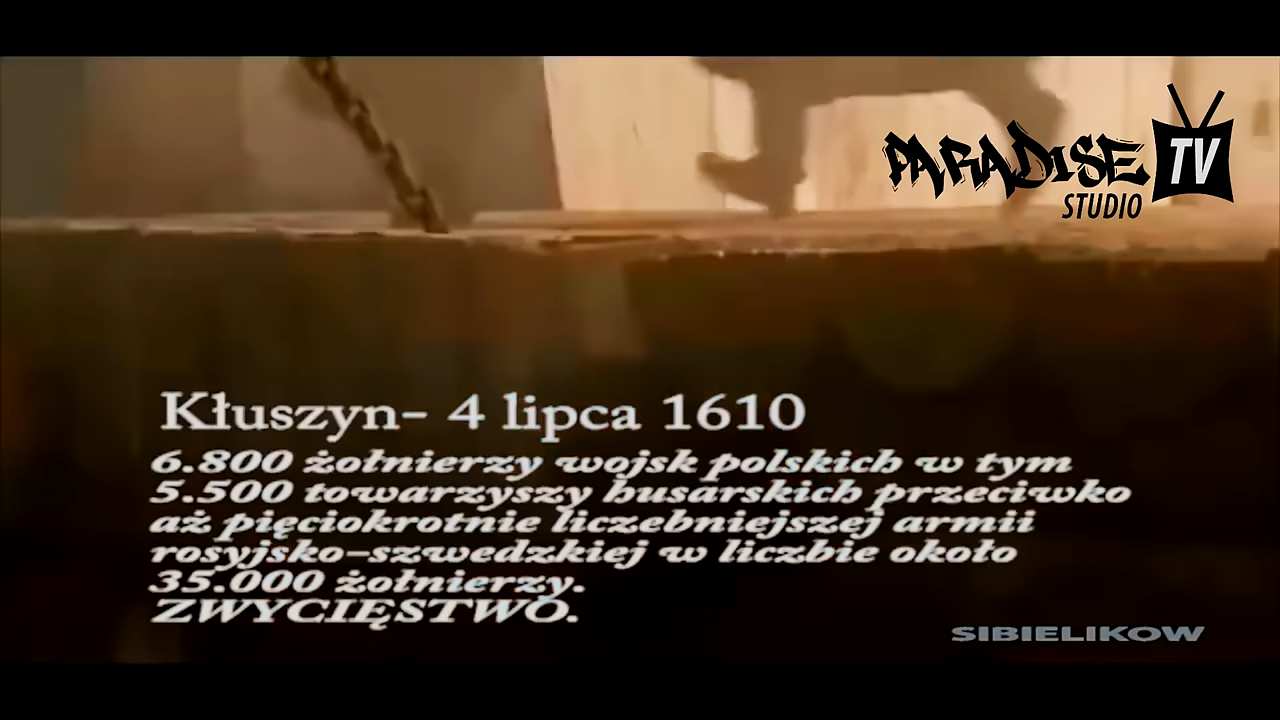 PARADISE TV
STUDIO
Kłuszyn- 4 lipca 1610
6.800 żołnierzy wojsk polskich w tym
5.500 towarzyszy husarskich przeciwko
aż pięciokrotnie liczebniejszej armii
rosyjsko-szwedzkiej w liczbie około
35.000 żołnierzy.
ZWYCIĘSTWO.
SIBIELIKOW